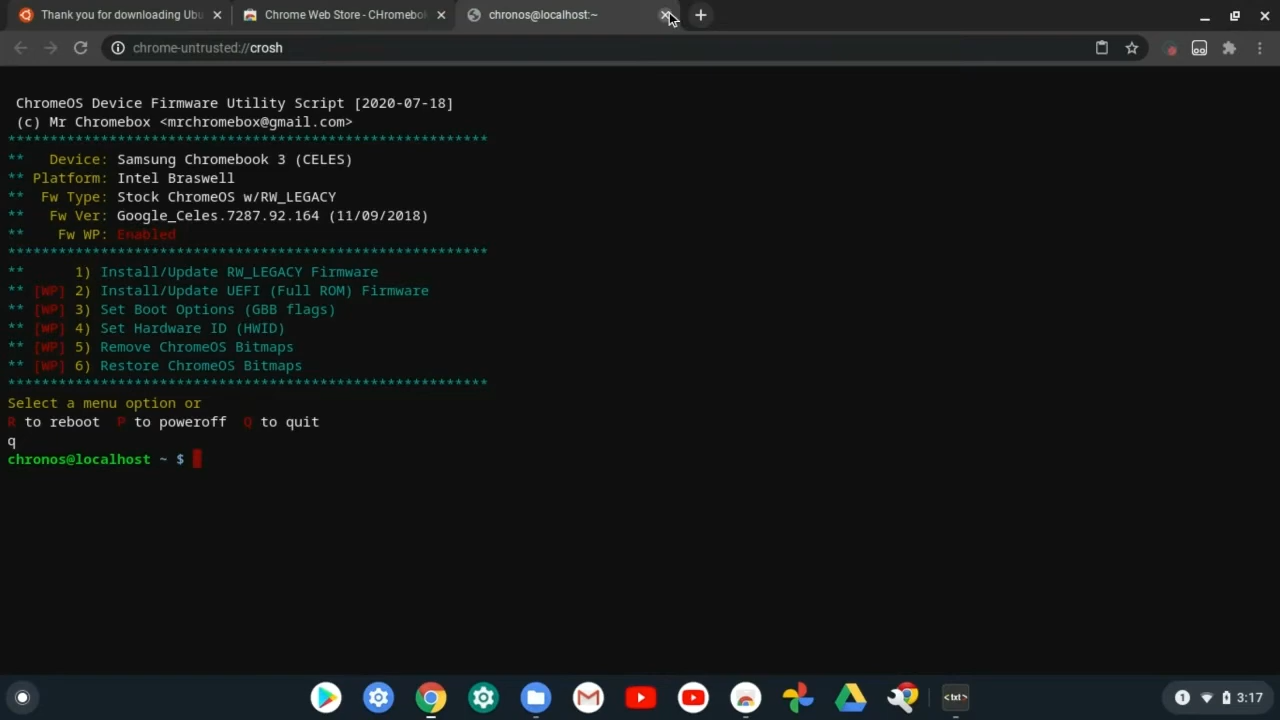 Thank you for downloading Ubu
Chrome Web Store - CHromebok
chronos@localhost:~
chrome-untrusted://crosh
ChromeOS Device Firmware Utility Script [2020-07-18]
(c) Mr Chromebox <mrchromebox@gmail.com>
*********************************************************
** Device: Samsung Chromebook 3 (CELES)
** Platform: Intel Braswell
** Fw Type: Stock ChromeOS w/RW_LEGACY
** Fw Ver: Google_Celes.7287.92.164 (11/09/2018)
** Fw WP: Enabled
*********************************************************
** 1) Install/Update RW_LEGACY Firmware
** [WP] 2) Install/Update UEFI (Full ROM) Firmware
** [WP] 3) Set Boot Options (GBB flags)
** [WP] 4) Set Hardware ID (HWID)
** [WP] 5) Remove ChromeOS Bitmaps
** [WP] 6) Restore ChromeOS Bitmaps
*********************************************************
Select a menu option or
R to reboot P to poweroff Q to quit
q
chronos@localhost ~ $
<txt>
1
3:17